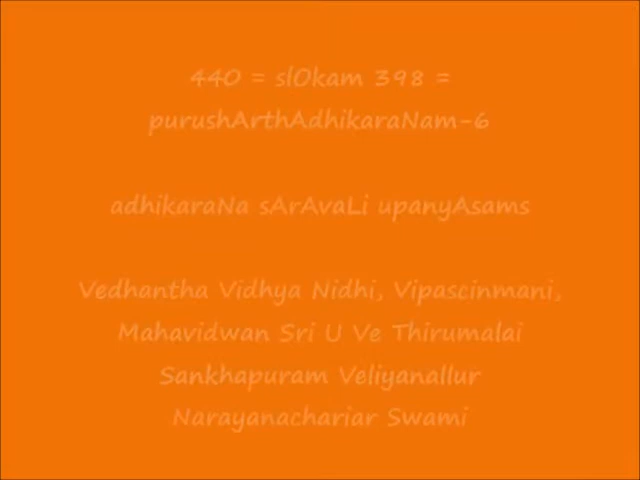 440 = slOkam 398 =
purushArthAdhikaraNam-6
adhikaraNa sArAvaLi upanyAsams
Vedhantha Vidhya Nidhi, Vipascinmani,
Mahavidwan Sri U Ve Thirumalai
Sankhapuram Veliyanallur
Narayanachariar Swami